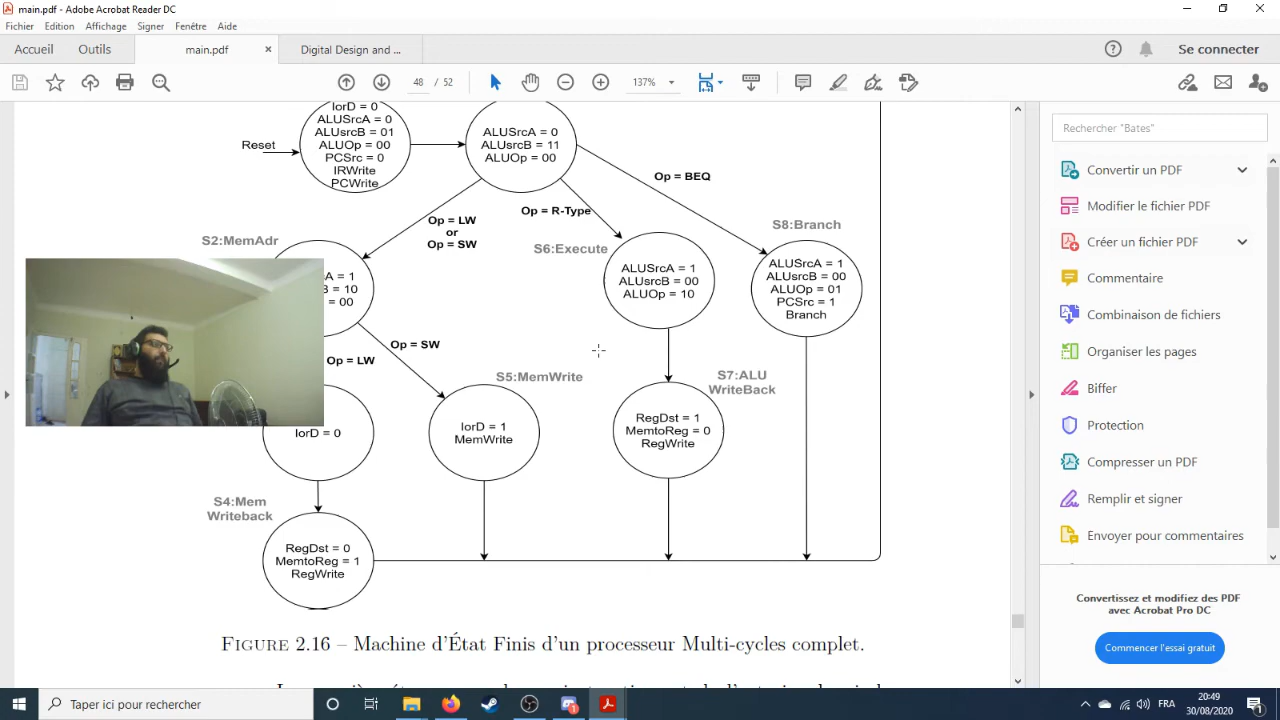 main.pdf - Adobe Acrobat Reader DC
Fichier Edition Affichage Signer Fenêtre Aide
Accueil Outils main.pdf × Digital Design and ... Se connecter
48 / 52 137%
Rechercher "Bates"
Convertir un PDF
Modifier le fichier PDF
Créer un fichier PDF
Commentaire
Combinaison de fichiers
Organiser les pages
Biffer
Protection
Compresser un PDF
Remplir et signer
Envoyer pour commentaires
Convertissez et modifiez des PDF
avec Acrobat Pro DC
Commencer l'essai gratuit
Reset
IorD = 0
ALUSrcA = 0
ALUsrcB = 01
ALUOp = 00
PCSrc = 0
IRWrite
PCWrite
ALUSrcA = 0
ALUsrcB = 11
ALUOp = 00
Op = BEQ
Op = LW
or
Op = SW
Op = R-Type
S2:MemAdr
A = 1
B = 10
= 00
S6:Execute
ALUSrcA = 1
ALUsrcB = 00
ALUOp = 10
S8:Branch
ALUSrcA = 1
ALUsrcB = 00
ALUOp = 01
PCSrc = 1
Branch
Op = LW
Op = SW
IorD = 0
S5:MemWrite
IorD = 1
MemWrite
S7:ALU
WriteBack
RegDst = 1
MemtoReg = 0
RegWrite
S4:Mem
Writeback
RegDst = 0
MemtoReg = 1
RegWrite
FIGURE 2.16 – Machine d'État Finis d'un processeur Multi-cycles complet.
Taper ici pour rechercher
FRA
20:49
30/08/2020